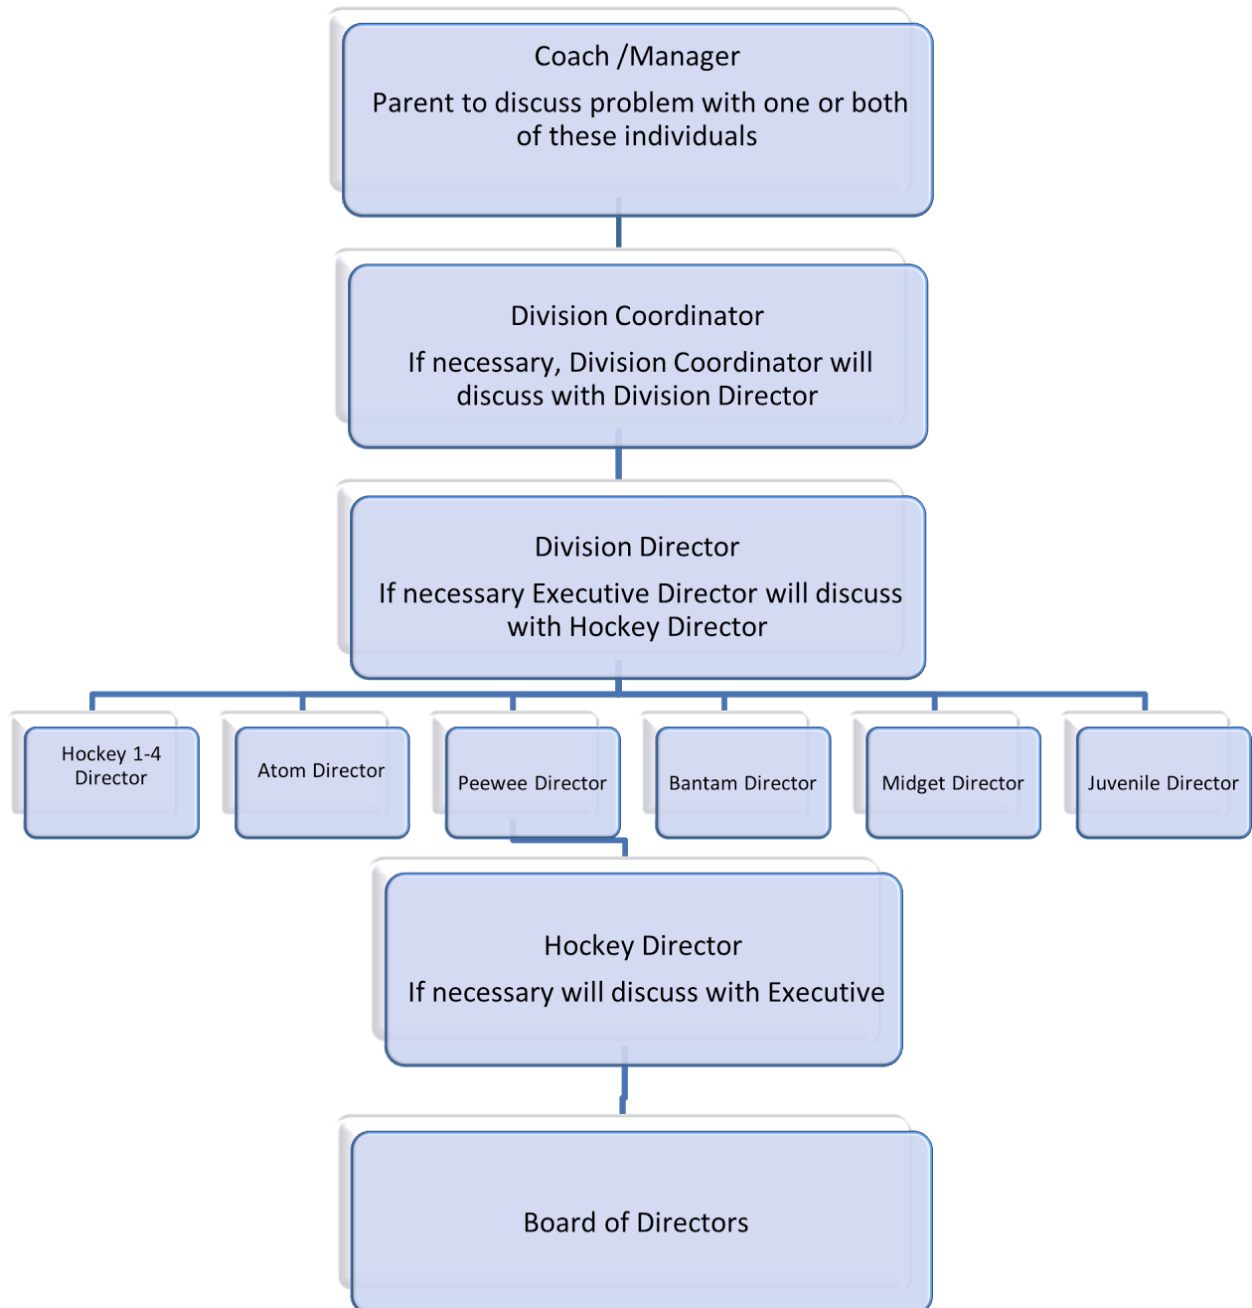 Coach /Manager
Parent to discuss problem with one or both
of these individuals
Division Coordinator
If necessary, Division Coordinator will
discuss with Division Director
Division Director
If necessary Executive Director will discuss
with Hockey Director
Hockey 1-4
Director
Atom Director
Peewee Director
Bantam Director
Midget Director
Juvenile Director
Hockey Director
If necessary will discuss with Executive
Board of Directors